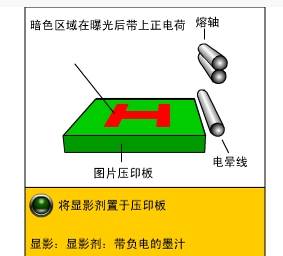 暗色区域在曝光后带上正电荷
熔轴
电晕线
图片压印板
将显影剂置于压印板
显影：显影剂：带负电的墨汁